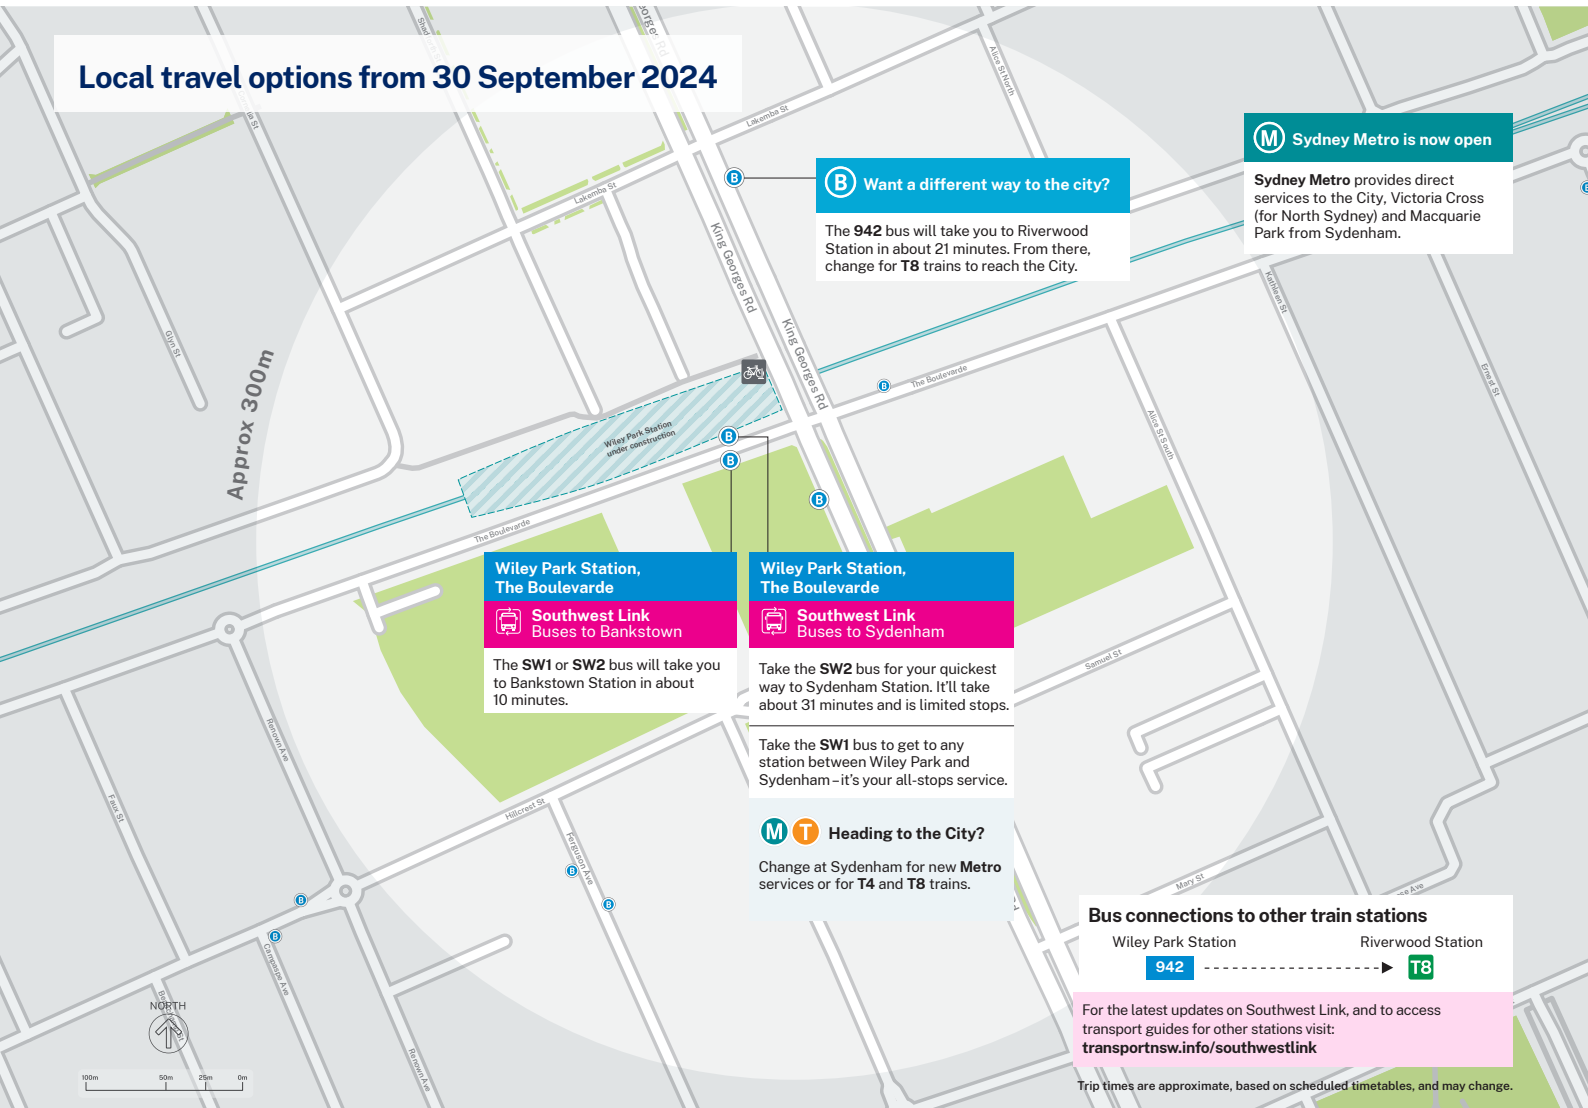 Local travel options from 30 September 2024
Lakemba St
Alice St North
M Sydney Metro is now open
Sydney Metro provides direct
services to the City, Victoria Cross
(for North Sydney) and Macquarie
Park from Sydenham.
B
B Want a different way to the city?
The 942 bus will take you to Riverwood
Station in about 21 minutes. From there,
change for T8 trains to reach the City.
B
Lakemba St
King Georges Rd
King Georges Rd
Kathleen St
Glyn St
Approx 300m
Ernest St
The Boulevarde
B
Alice St South
Wiley Park Station
under construction
B
B
B
The Boulevarde
Wiley Park Station,
The Boulevarde
Southwest Link
Buses to Bankstown
The SW1 or SW2 bus will take you
to Bankstown Station in about
10 minutes.
Wiley Park Station,
The Boulevarde
Southwest Link
Buses to Sydenham
Take the SW2 bus for your quickest
way to Sydenham Station. It'll take
about 31 minutes and is limited stops.
Take the SW1 bus to get to any
station between Wiley Park and
Sydenham – it's your all-stops service.
M T Heading to the City?
Change at Sydenham for new Metro
services or for T4 and T8 trains.
Samuel St
Renown Ave
Faux St
Hillcrest St
Ferguson Ave
B
B
B
B
Campaspe Ave
Mary St
Rd
Ave
Renown Ave
NORTH
100m 50m 25m 0m
Bus connections to other train stations
Wiley Park Station Riverwood Station
942 T8
For the latest updates on Southwest Link, and to access
transport guides for other stations visit:
transportnsw.info/southwestlink
Trip times are approximate, based on scheduled timetables, and may change.